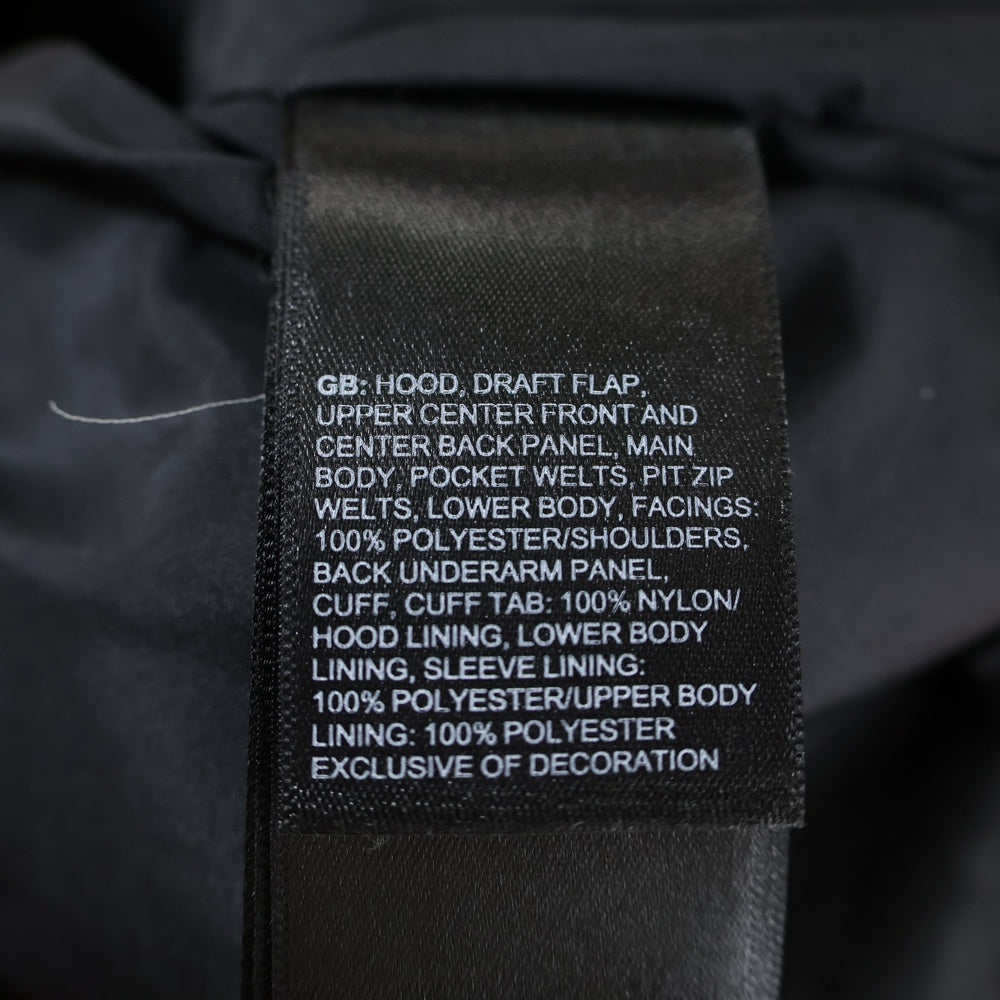 GB: HOOD, DRAFT FLAP,
UPPER CENTER FRONT AND
CENTER BACK PANEL, MAIN
BODY, POCKET WELTS, PIT ZIP
WELTS, LOWER BODY, FACINGS:
100% POLYESTER/SHOULDERS,
BACK UNDERARM PANEL,
CUFF, CUFF TAB: 100% NYLON/
HOOD LINING, LOWER BODY
LINING, SLEEVE LINING:
100% POLYESTER/UPPER BODY
LINING: 100% POLYESTER
EXCLUSIVE OF DECORATION